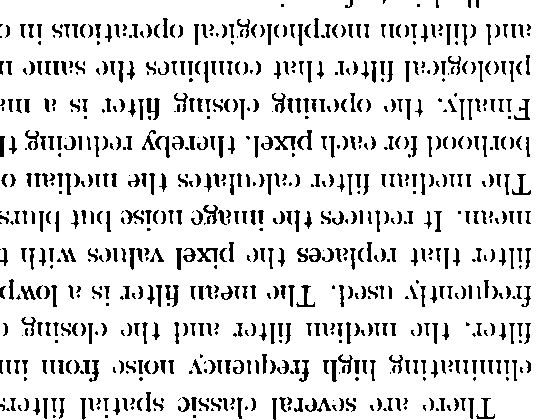 There are several classic spatial filters
eliminating high frequency noise from im
filter, the median filter and the closing o
frequently used. The mean filter is a lowp
filter that replaces the pixel values with t
mean. It reduces the image noise but blurs
The median filter calculates the median o
borhood for each pixel, thereby reducing th
Finally, the opening closing filter is a ma
phological filter that combines the same n
and dilation morphological operations in o